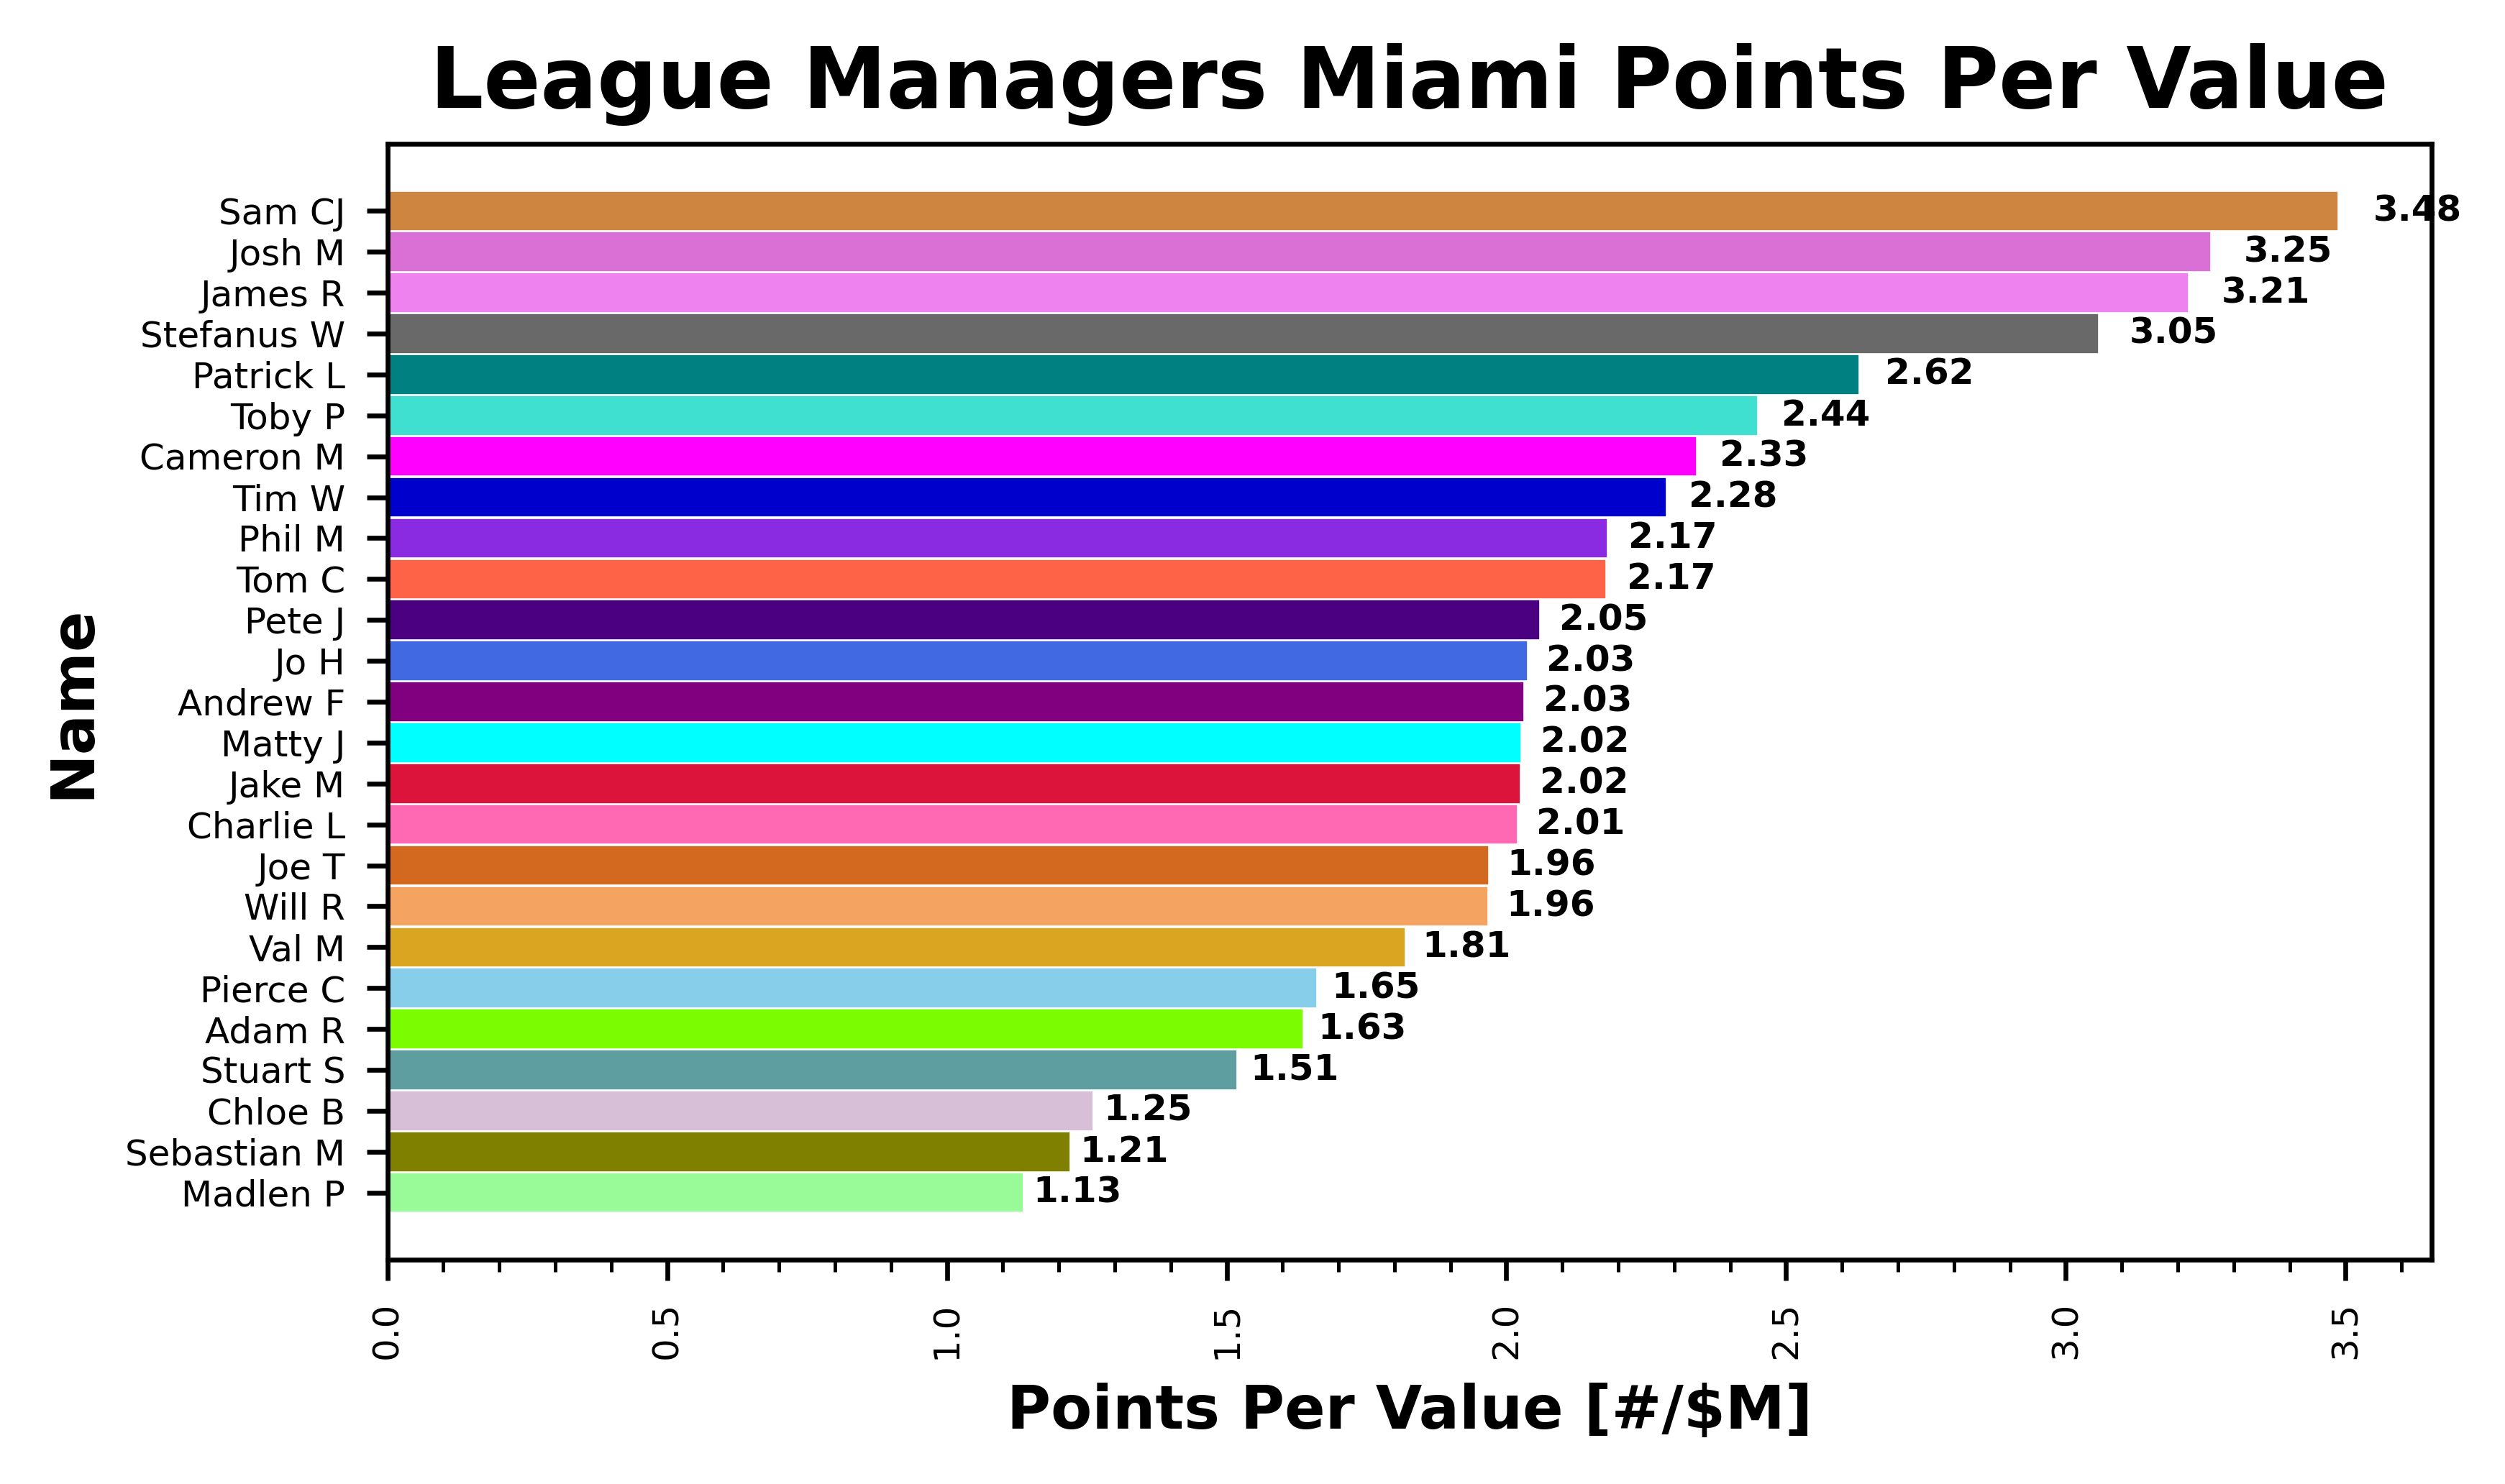 League Managers Miami Points Per Value
Name
Sam CJ 3.48
Josh M 3.25
James R 3.21
Stefanus W 3.05
Patrick L 2.62
Toby P 2.44
Cameron M 2.33
Tim W 2.28
Phil M 2.17
Tom C 2.17
Pete J 2.05
Jo H 2.03
Andrew F 2.03
Matty J 2.02
Jake M 2.02
Charlie L 2.01
Joe T 1.96
Will R 1.96
Val M 1.81
Pierce C 1.65
Adam R 1.63
Stuart S 1.51
Chloe B 1.25
Sebastian M 1.21
Madlen P 1.13
0.0 0.5 1.0 1.5 2.0 2.5 3.0 3.5
Points Per Value [#/$M]